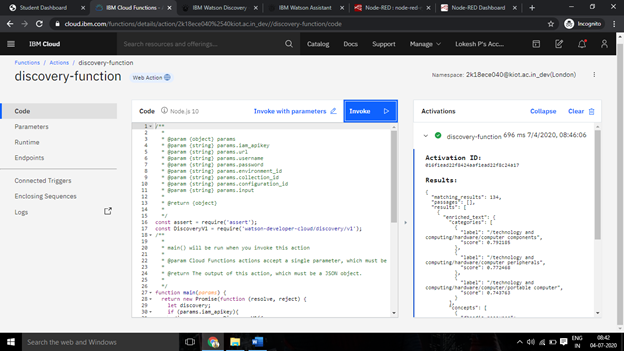 Student Dashboard
IBM Cloud Functions -
IBM Watson Discovery
IBM Watson Assistant
Node-RED : node-red-
Node-RED Dashboard
cloud.ibm.com/functions/details/action/2k18ece040%2540kiot.ac.in_dev//discovery-function/code
Incognito
IBM Cloud
Search resources and offerings...
Catalog
Docs
Support
Manage
Lokesh P's Acc...
Functions / Actions / discovery-function
discovery-function
Web Action
Namespace: 2k18ece040@kiot.ac.in_dev(London)
Code
Parameters
Runtime
Endpoints
Connected Triggers
Enclosing Sequences
Logs
Code
Node.js 10
Invoke with parameters
Invoke
1 /**
2 *
3 * @param {object} params
4 * @param {string} params.iam_apikey
5 * @param {string} params.url
6 * @param {string} params.username
7 * @param {string} params.password
8 * @param {string} params.environment_id
9 * @param {string} params.collection_id
10 * @param {string} params.configuration_id
11 * @param {string} params.input
12 *
13 * @return {object}
14 *
15 */
16
17 const assert = require('assert');
18 const DiscoveryV1 = require('watson-developer-cloud/discovery/v1');
19 /**
20 *
21 * main() will be run when you invoke this action
22 *
23 * @param Cloud Functions actions accept a single parameter, which must be
24 *
25 * @return The output of this action, which must be a JSON object.
26 *
27 */
function main(params) {
return new Promise(function (resolve, reject) {
let discovery;
if (params.iam_apikey){
Activations
Collapse
Clear
discovery-function 696 ms 7/4/2020, 08:46:06
Activation ID:
Results:
{
"matching_results": 134,
"passages": [],
"results": [
{
"enriched_text": {
"categories": [
{
"label": "/technology and
computing/hardware/computer components",
"score": 0.792185
},
{
"label": "/technology and
computing/hardware/computer peripherals",
"score": 0.772468
},
{
"label": "/technology and
computing/hardware/computer/portable computer",
"score": 0.743763
}
],
"concepts": [
{
Type here to search the web and Windows
ENG
IN
08:42
04-07-2020